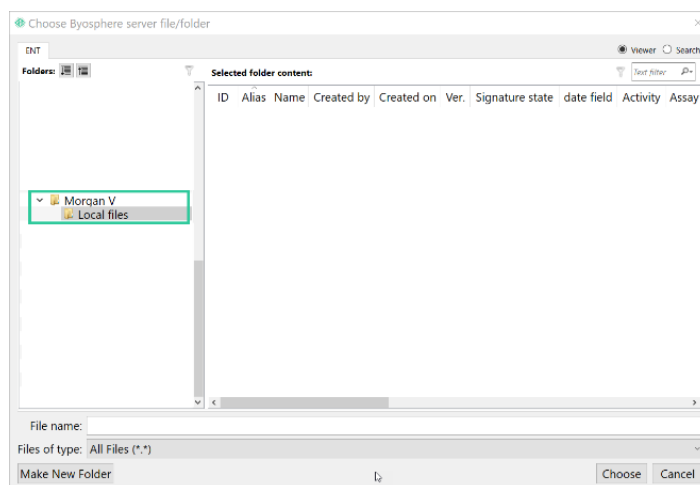 Choose Byosphere server file/folder
ENT
Viewer Search
Folders:
Selected folder content:
Text filter
ID Alias Name Created by Created on Ver. Signature state date field Activity Assay
Morgan V
Local files
File name:
Files of type: All Files (*.*)
Make New Folder Choose Cancel